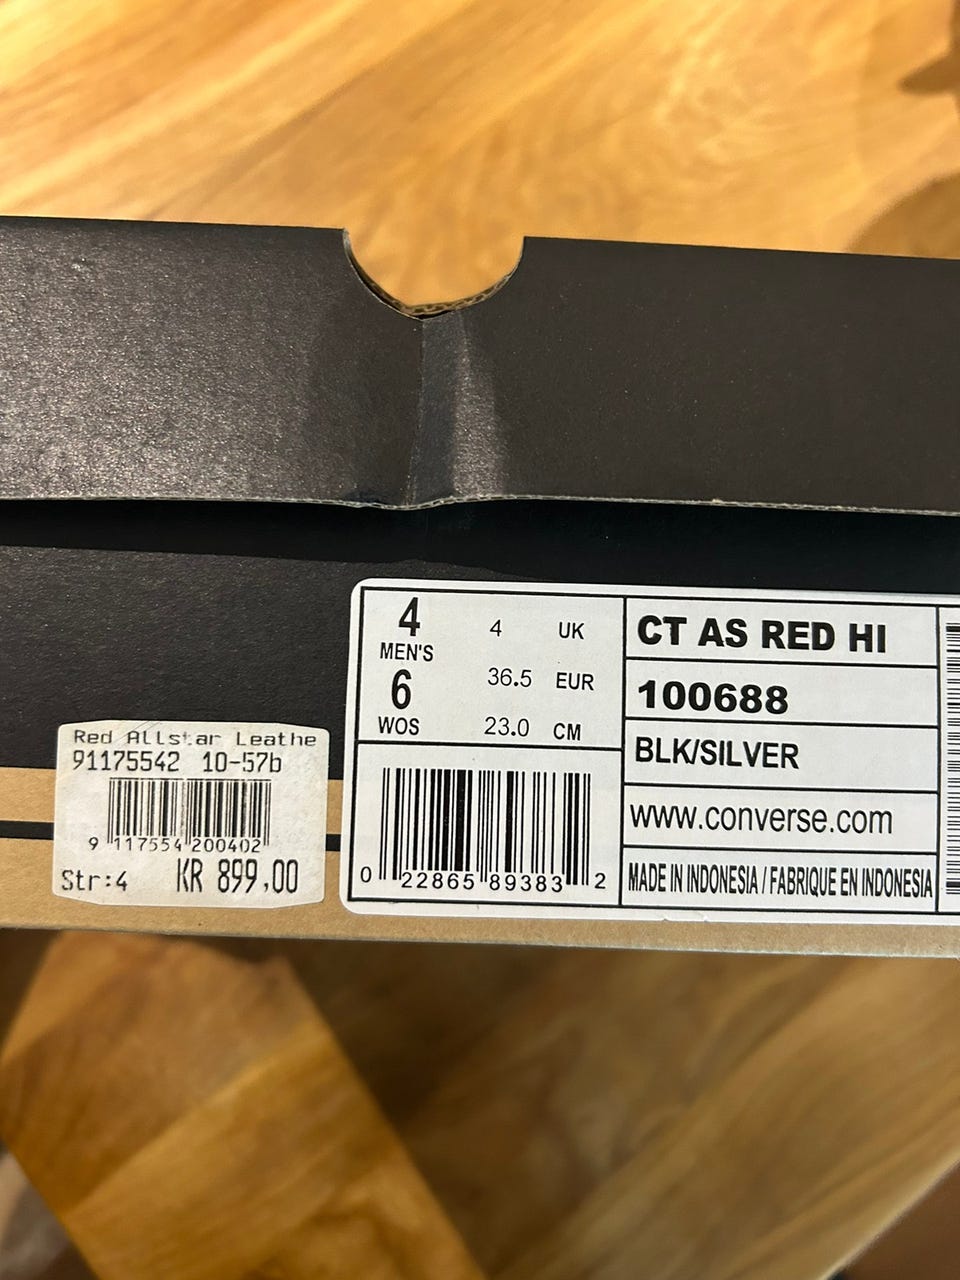 4
MEN'S
6
WOS
4 UK
36.5 EUR
23.0 CM
0 22865 89383 2
CT AS RED HI
100688
BLK/SILVER
www.converse.com
MADE IN INDONESIA / FABRIQUE EN INDONESIA
Red Allstar Leathe
91175542 10-57b
9 117554 200402
Str:4 KR 899,00